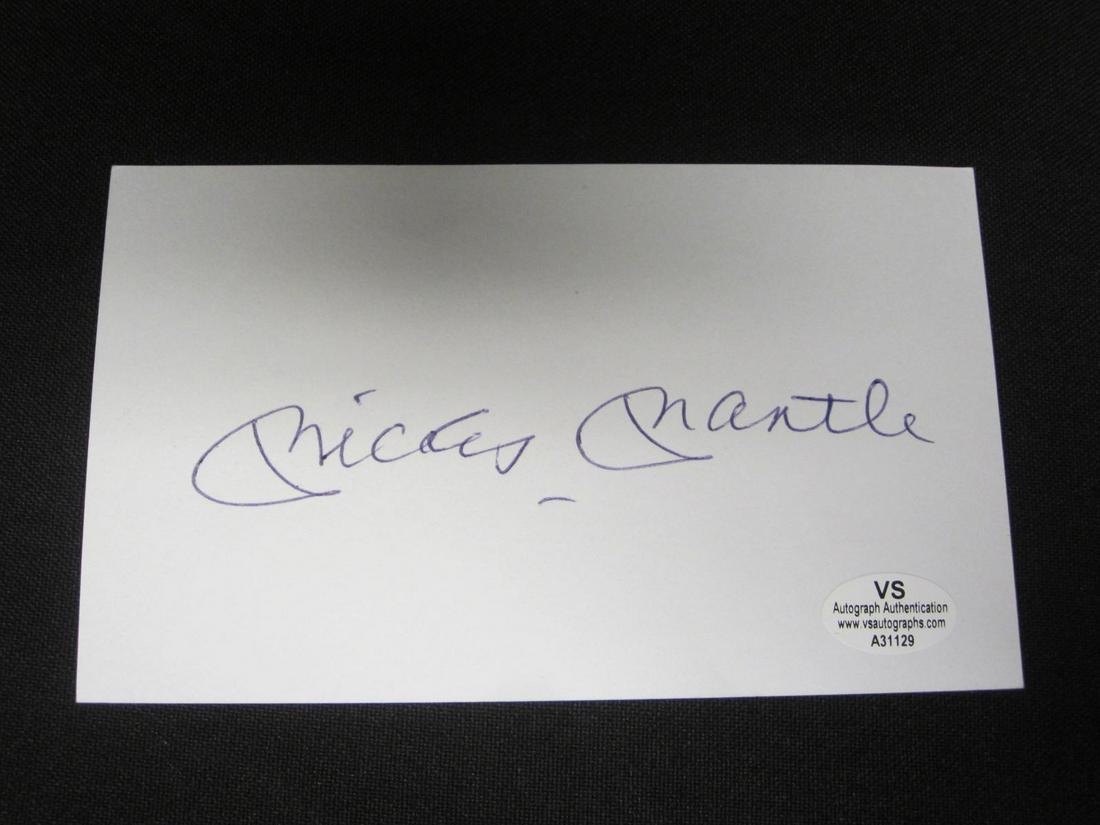 Mickey Mantle
VS
Autograph Authentication
www.vsautographs.com
A31129